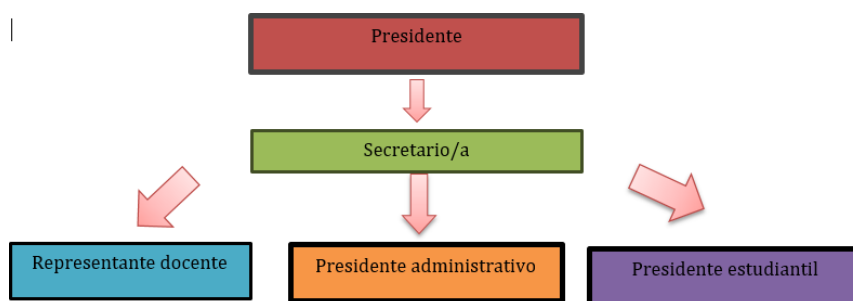 Presidente
Secretario/a
Representante docente
Presidente administrativo
Presidente estudiantil